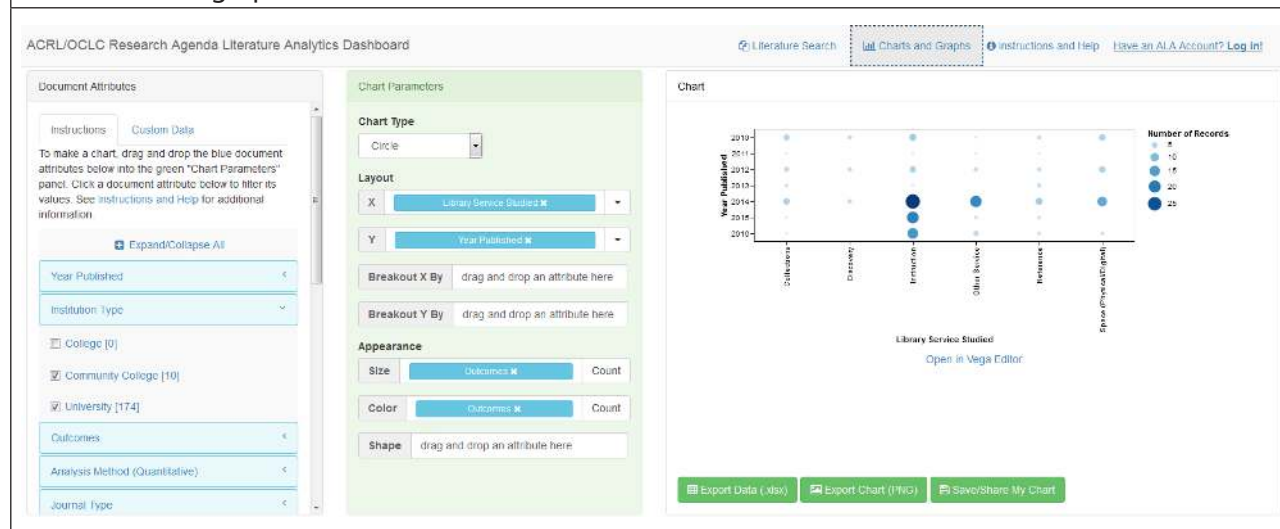 ACRL/OCLC Research Agenda Literature Analytics Dashboard
Literature Search
Charts and Graphs
Instructions and Help
Have an ALA Account? Log in!
Document Attributes
Instructions
Custom Data
To make a chart, drag and drop the blue document
attributes below into the green "Chart Parameters"
panel. Click a document attribute below to filter its
values. See Instructions and Help for additional
information
Expand/Collapse All
Year Published
Institution Type
College [0]
Community College [10]
University [174]
Outcomes
Analysis Method (Quantitative)
Journal Type
Chart Parameters
Chart Type
Circle
Layout
X Library Service Studied ✖
Y Year Published ✖
Breakout X By drag and drop an attribute here
Breakout Y By drag and drop an attribute here
Appearance
Size Outcomes ✖ Count
Color Outcomes ✖ Count
Shape drag and drop an attribute here
Chart
Year Published
2010
2011
2012
2013
2014
2015
2016
Collections
Discovery
Instruction
Other Service
Reference
Space (Physical/Digital)
Library Service Studied
Number of Records
5
10
15
20
25
Open in Vega Editor
Export Data (.xlsx)
Export Chart (PNG)
Save/Share My Chart